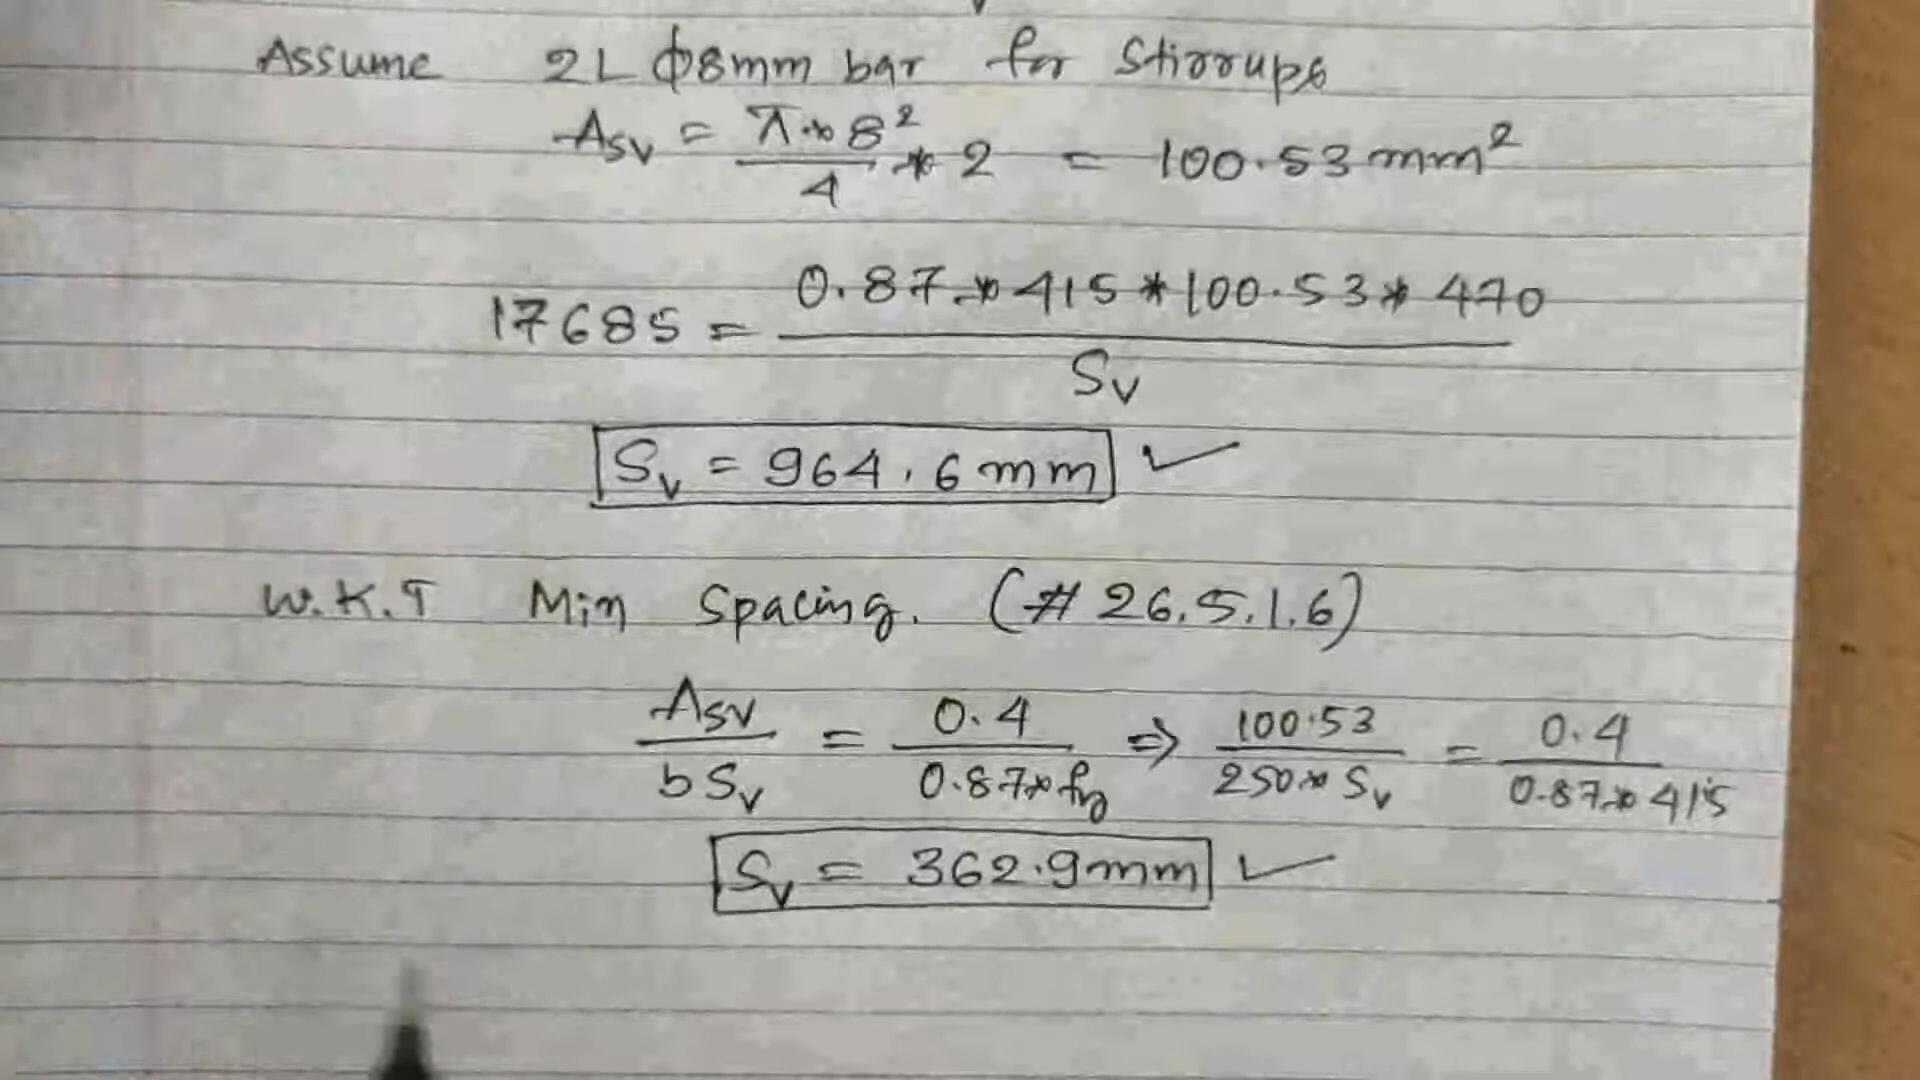 Assume 2L ϕ8mm bar for Stirrups
Asv = π*8²/4 * 2 = 100.53 mm²
17685 = 0.87*415*100.53*470/Sv
Sv = 964.6mm ✓
W.K.T Min Spacing. (# 26.5.1.6)
Asv/bSv = 0.4/0.87*fy ⇒ 100.53/250*Sv = 0.4/0.87*415
Sv = 362.9mm ✓